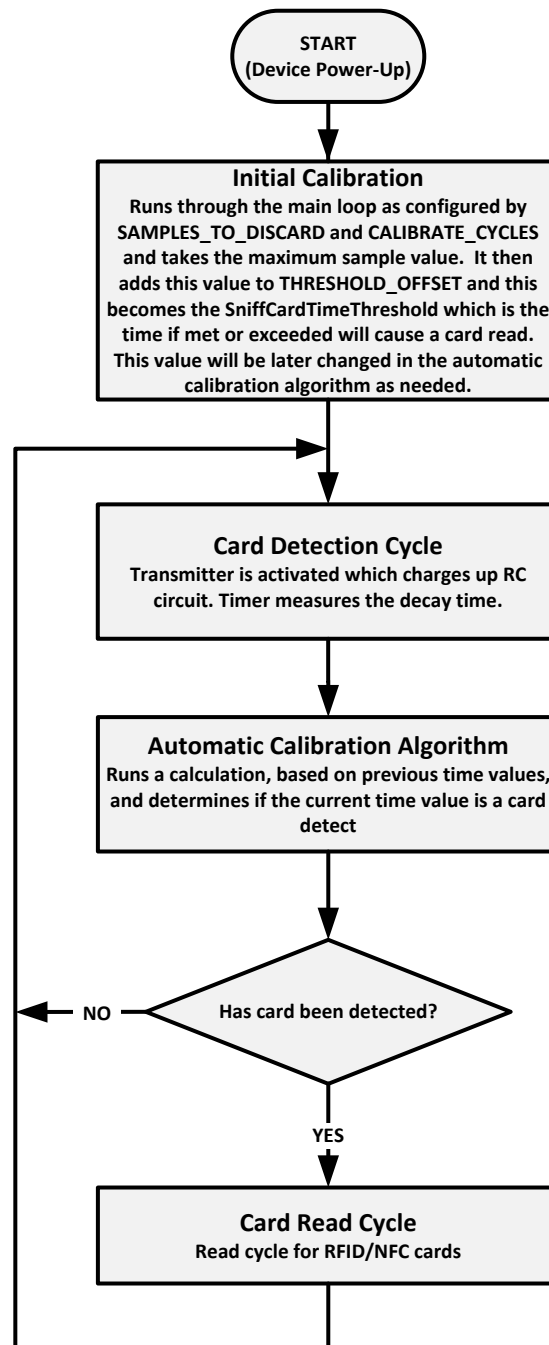 START
(Device Power-Up)
Initial Calibration
Runs through the main loop as configured by
SAMPLES_TO_DISCARD and CALIBRATE_CYCLES
and takes the maximum sample value.  It then
adds this value to THRESHOLD_OFFSET and this
becomes the SniffCardTimeThreshold which is the
time if met or exceeded will cause a card read.
This value will be later changed in the automatic
calibration algorithm as needed.
Card Detection Cycle
Transmitter is activated which charges up RC
circuit. Timer measures the decay time.
Automatic Calibration Algorithm
Runs a calculation, based on previous time values,
and determines if the current time value is a card
detect
Has card been detected?
NO
YES
Card Read Cycle
Read cycle for RFID/NFC cards